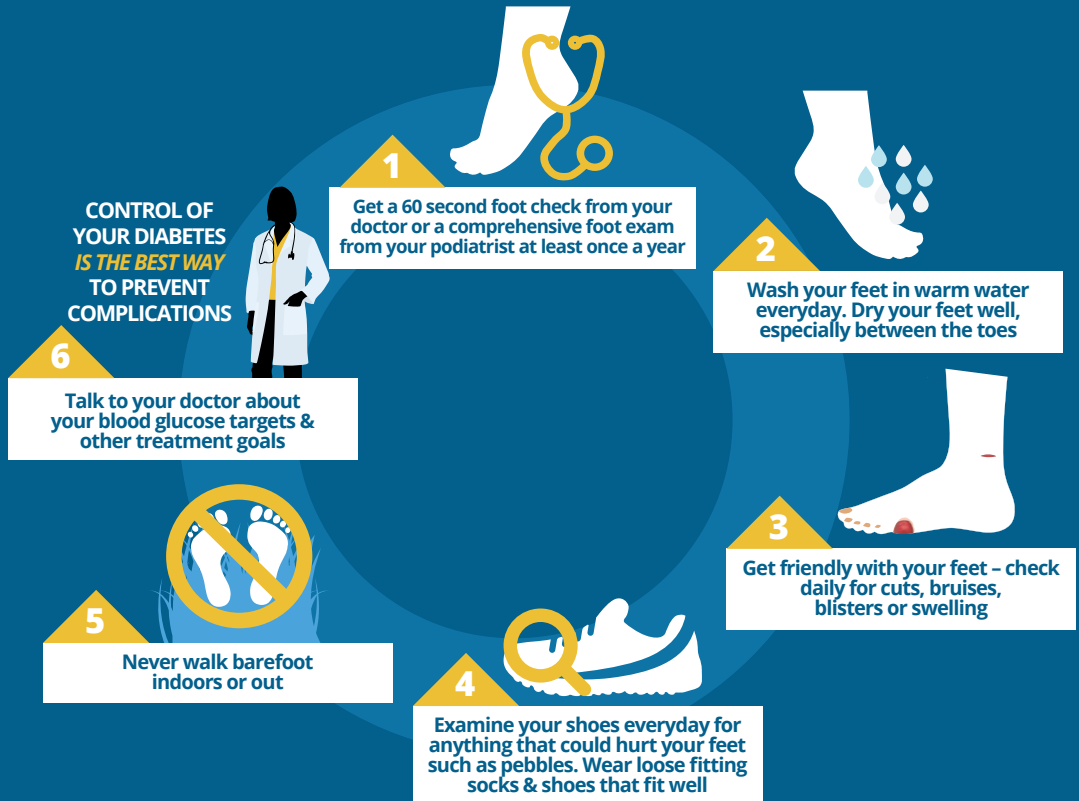 1
Get a 60 second foot check from your
doctor or a comprehensive foot exam
from your podiatrist at least once a year
2
Wash your feet in warm water
everyday. Dry your feet well,
especially between the toes
3
Get friendly with your feet – check
daily for cuts, bruises,
blisters or swelling
4
Examine your shoes everyday for
anything that could hurt your feet
such as pebbles. Wear loose fitting
socks & shoes that fit well
5
Never walk barefoot
indoors or out
CONTROL OF
YOUR DIABETES
IS THE BEST WAY
TO PREVENT
COMPLICATIONS
6
Talk to your doctor about
your blood glucose targets &
other treatment goals